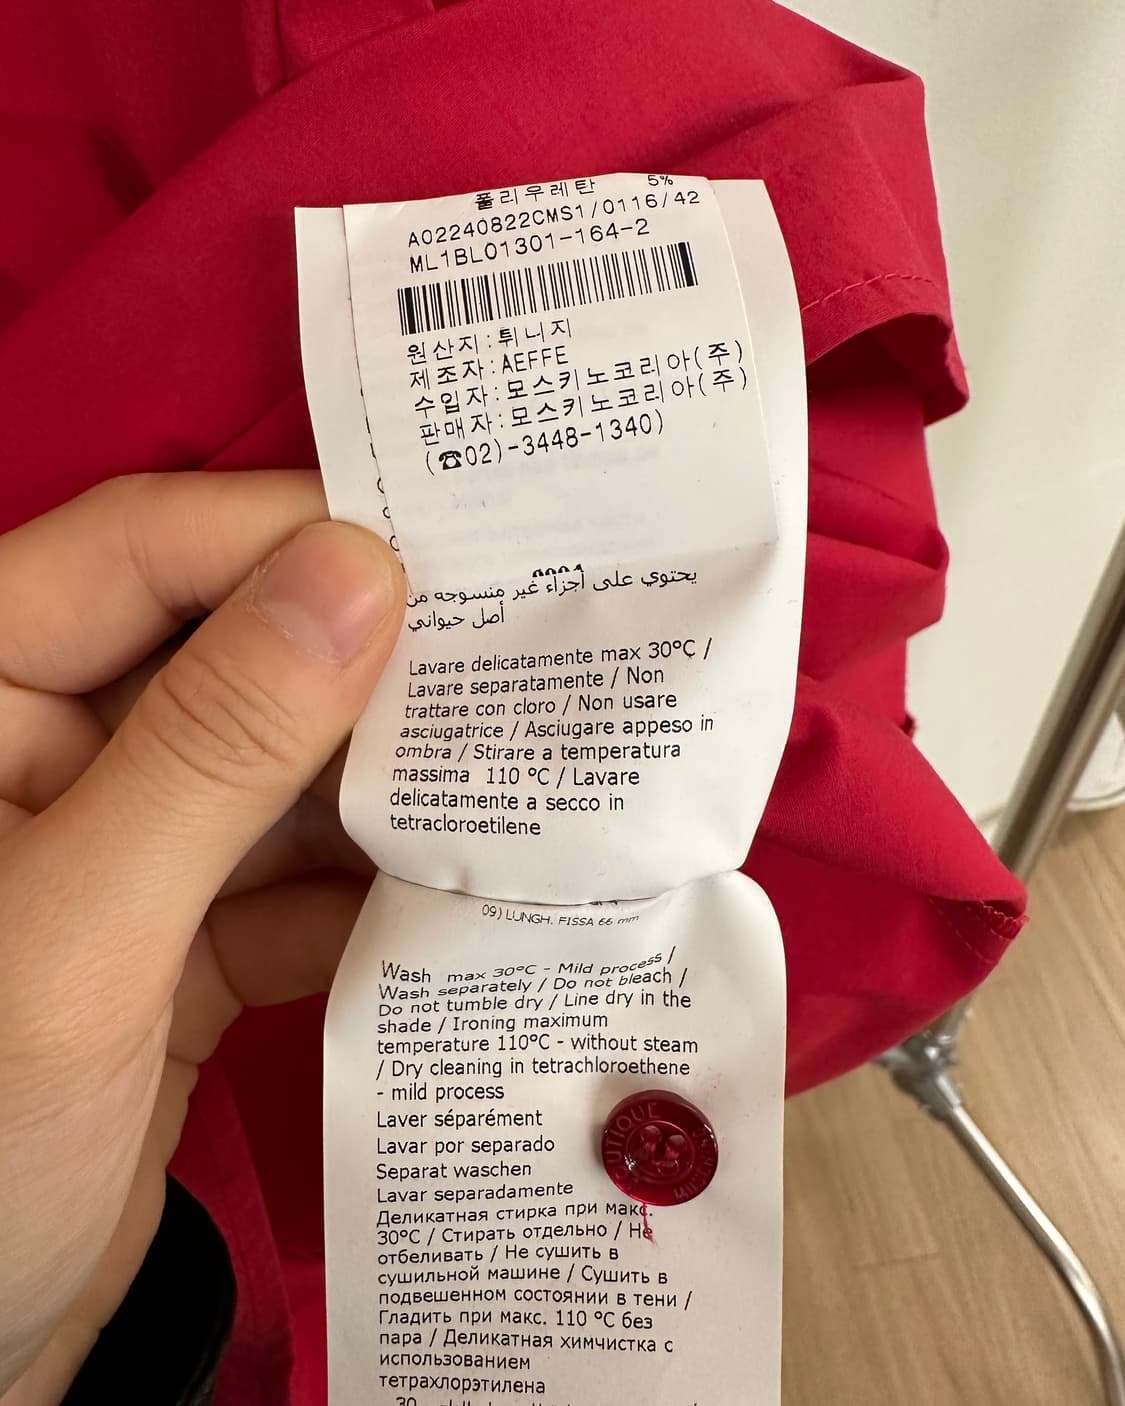 폴리우레탄 5%
A02240822CMS1/0116/42
ML1BL01301-164-2
원산지:튀니지
제조자:AEFFE
수입자:모스키노코리아(주)
판매자:모스키노코리아(주)
(☎02)-3448-1340)
يحتوي على أجزاء غير منسوجه من
أصل حيواني
Lavare delicatamente max 30°C /
Lavare separatamente / Non
trattare con cloro / Non usare
asciugatrice / Asciugare appeso in
ombra / Stirare a temperatura
massima 110 °C / Lavare
delicatamente a secco in
tetracloroetilene
09) LUNGH. FISSA 66 mm
Wash max 30°C - Mild process /
Wash separately / Do not bleach /
Do not tumble dry / Line dry in the
shade / Ironing maximum
temperature 110°C - without steam
/ Dry cleaning in tetrachloroethene
- mild process
Laver séparément
Lavar por separado
Separat waschen
Lavar separadamente
Деликатная стирка при макс.
30°C / Стирать отдельно / Не
отбеливать / Не сушить в
сушильной машине / Сушить в
подвешенном состоянии в тени /
Гладить при макс. 110 °C без
пара / Деликатная химчистка с
использованием
тетрахлорэтилена
BOUTIQUE